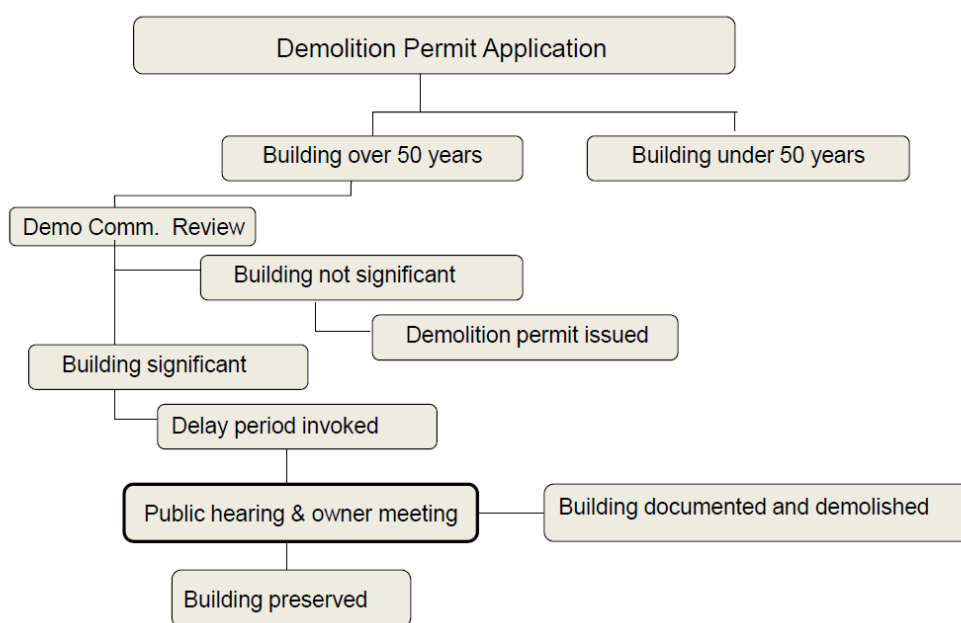 Demolition Permit Application
Building over 50 years
Building under 50 years
Demo Comm. Review
Building not significant
Demolition permit issued
Building significant
Delay period invoked
Public hearing & owner meeting
Building documented and demolished
Building preserved